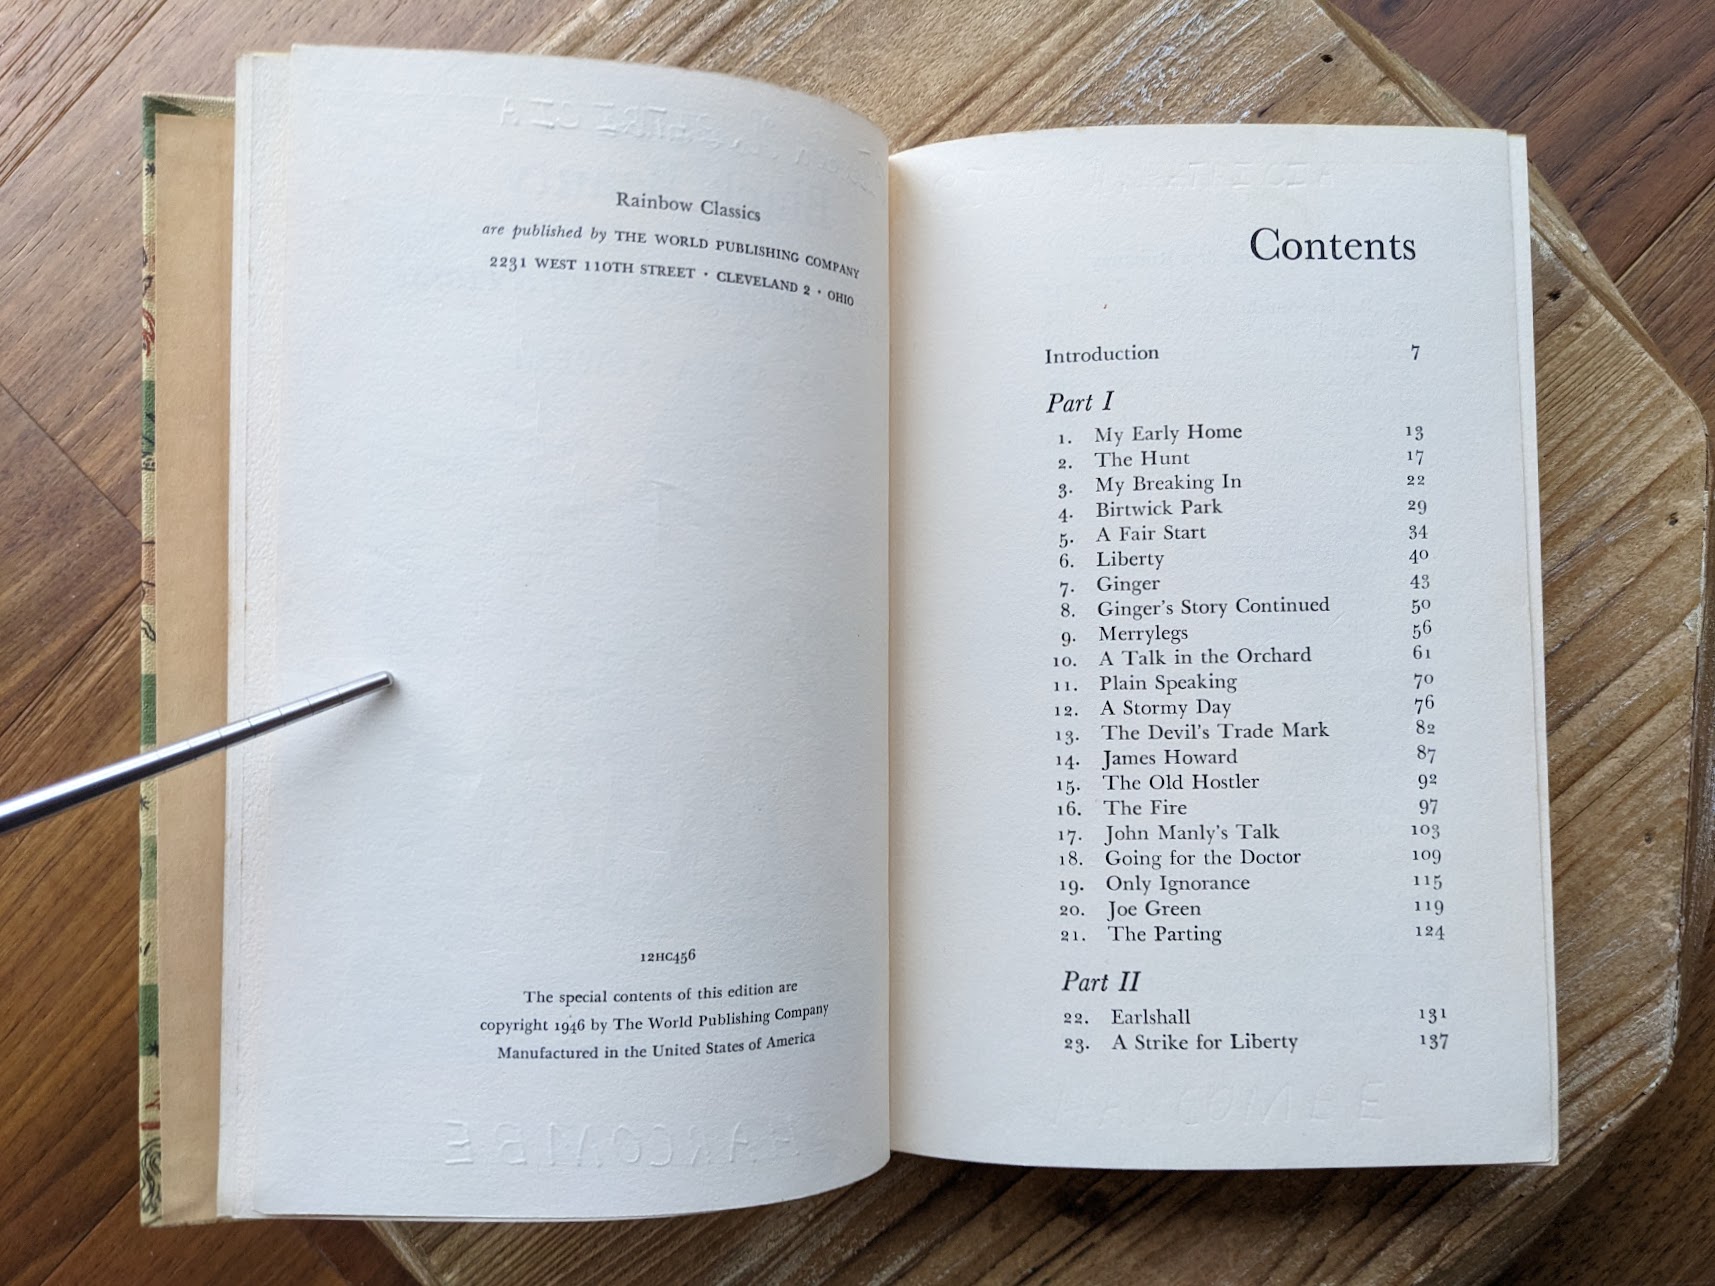 Rainbow Classics
are published by THE WORLD PUBLISHING COMPANY
2231 WEST 110TH STREET · CLEVELAND 2 · OHIO
12HC456
The special contents of this edition are
copyright 1946 by The World Publishing Company
Manufactured in the United States of America
Contents
Introduction 7
Part I
1. My Early Home 13
2. The Hunt 17
3. My Breaking In 22
4. Birtwick Park 29
5. A Fair Start 34
6. Liberty 40
7. Ginger 43
8. Ginger's Story Continued 50
9. Merrylegs 56
10. A Talk in the Orchard 61
11. Plain Speaking 70
12. A Stormy Day 76
13. The Devil's Trade Mark 82
14. James Howard 87
15. The Old Hostler 92
16. The Fire 97
17. John Manly's Talk 103
18. Going for the Doctor 109
19. Only Ignorance 115
20. Joe Green 119
21. The Parting 124
Part II
22. Earlshall 131
23. A Strike for Liberty 137